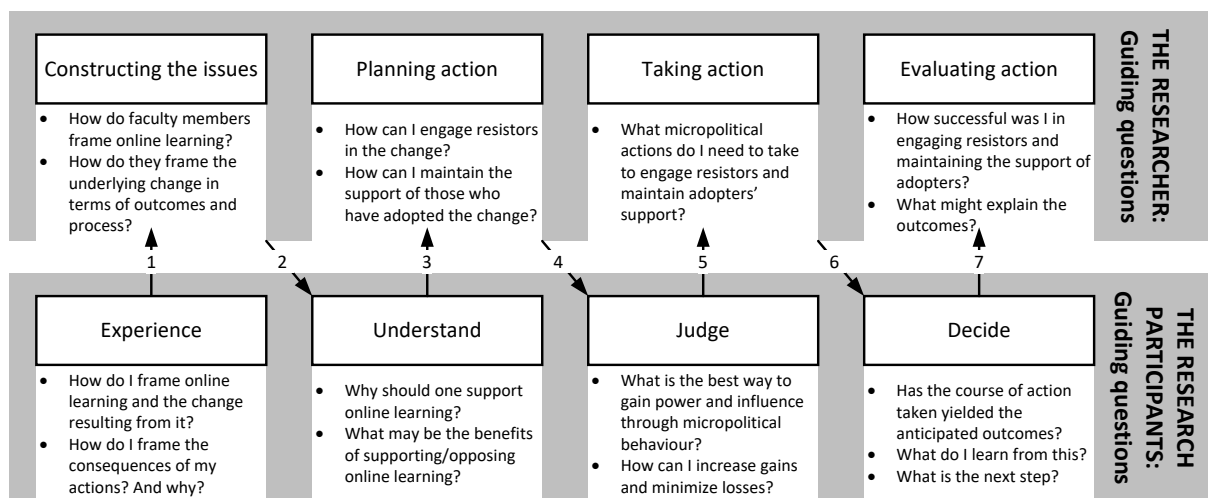 Constructing the issues
• How do faculty members
frame online learning?
• How do they frame the
underlying change in
terms of outcomes and
process?
Planning action
• How can I engage resistors
in the change?
• How can I maintain the
support of those who
have adopted the change?
Taking action
• What micropolitical
actions do I need to take
to engage resistors and
maintain adopters’
support?
Evaluating action
• How successful was I in
engaging resistors and
maintaining the support of
adopters?
• What might explain the
outcomes?
THE RESEARCHER:
Guiding questions
1
2
3
4
5
6
7
Experience
• How do I frame online
learning and the change
resulting from it?
• How do I frame the
consequences of my
actions? And why?
Understand
• Why should one support
online learning?
• What may be the benefits
of supporting/opposing
online learning?
Judge
• What is the best way to
gain power and influence
through micropolitical
behaviour?
• How can I increase gains
and minimize losses?
Decide
• Has the course of action
taken yielded the
anticipated outcomes?
• What do I learn from this?
• What is the next step?
THE RESEARCH
PARTICIPANTS:
Guiding questions